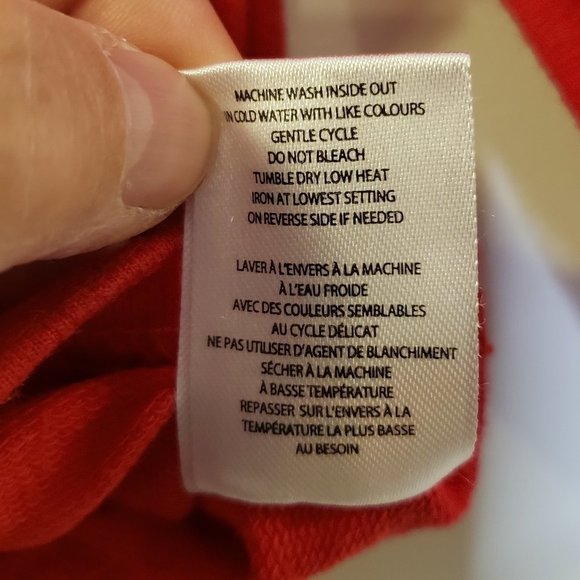 MACHINE WASH INSIDE OUT
IN COLD WATER WITH LIKE COLOURS
GENTLE CYCLE
DO NOT BLEACH
TUMBLE DRY LOW HEAT
IRON AT LOWEST SETTING
ON REVERSE SIDE IF NEEDED
LAVER À L'ENVERS À LA MACHINE
À L'EAU FROIDE
AVEC DES COULEURS SEMBLABLES
AU CYCLE DÉLICAT
NE PAS UTILISER D'AGENT DE BLANCHIMENT
SÉCHER À LA MACHINE
À BASSE TEMPÉRATURE
REPASSER SUR L'ENVERS À LA
TEMPÉRATURE LA PLUS BASSE
AU BESOIN